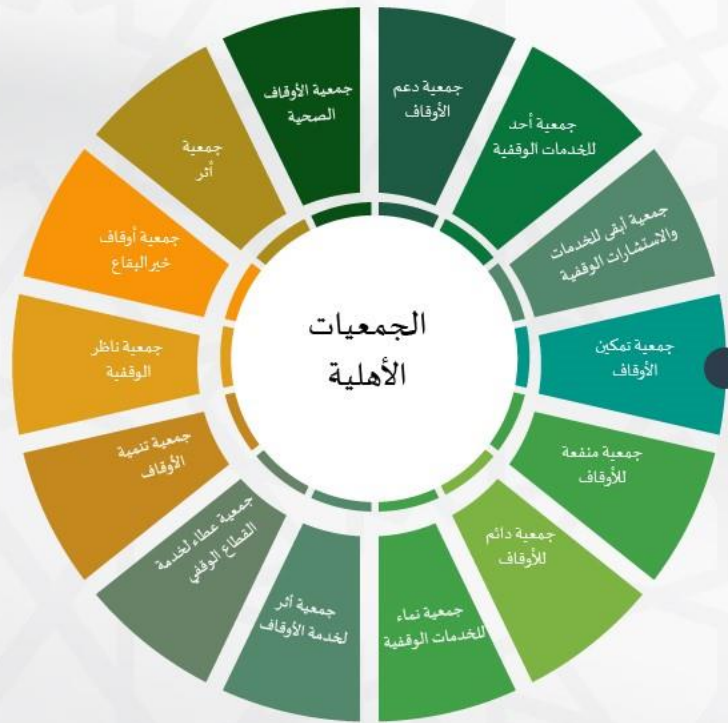 الجمعيات
الأهلية
جمعية دعم
الأوقاف
جمعية أحد
للخدمات الوقفية
جمعية أبقى للخدمات
والاستشارات الوقفية
جمعية تمكين
الأوقاف
جمعية منفعة
للأوقاف
جمعية دائم
للأوقاف
جمعية نماء
للخدمات الوقفية
جمعية أثر
لخدمة الأوقاف
جمعية عطاء لخدمة
القطاع الوقفي
جمعية تنمية
الأوقاف
جمعية ناظر
الوقفية
جمعية أوقاف
خير البقاع
جمعية
أثر
جمعية الأوقاف
الصحية